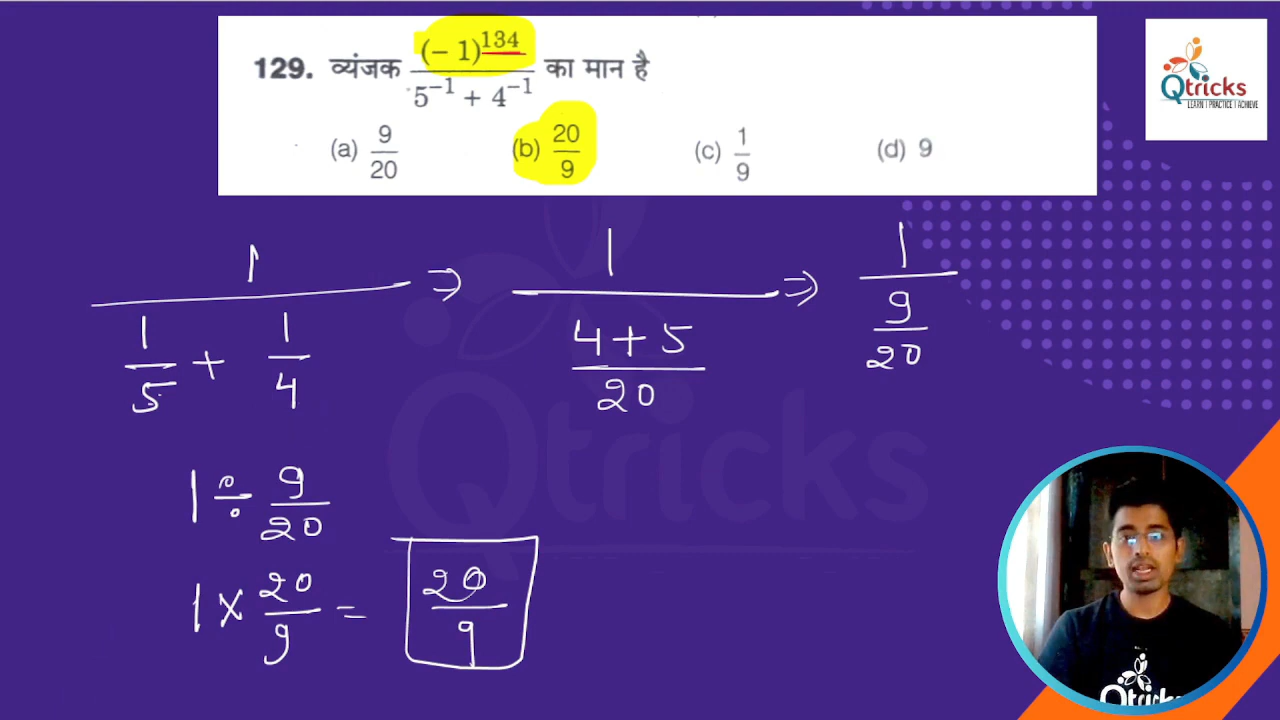 129. व्यंजक (– 1)^134 / 5^–1 + 4^–1 का मान है
(a) 9/20 (b) 20/9 (c) 1/9 (d) 9
Qtricks
LEARN | PRACTICE | ACHIEVE
1 / (1/5 + 1/4) ⇒ 1 / ((4+5)/20) ⇒ 1 / (9/20)
1 ÷ 9/20
1 × 20/9 = 20/9
Qtricks
Qtricks